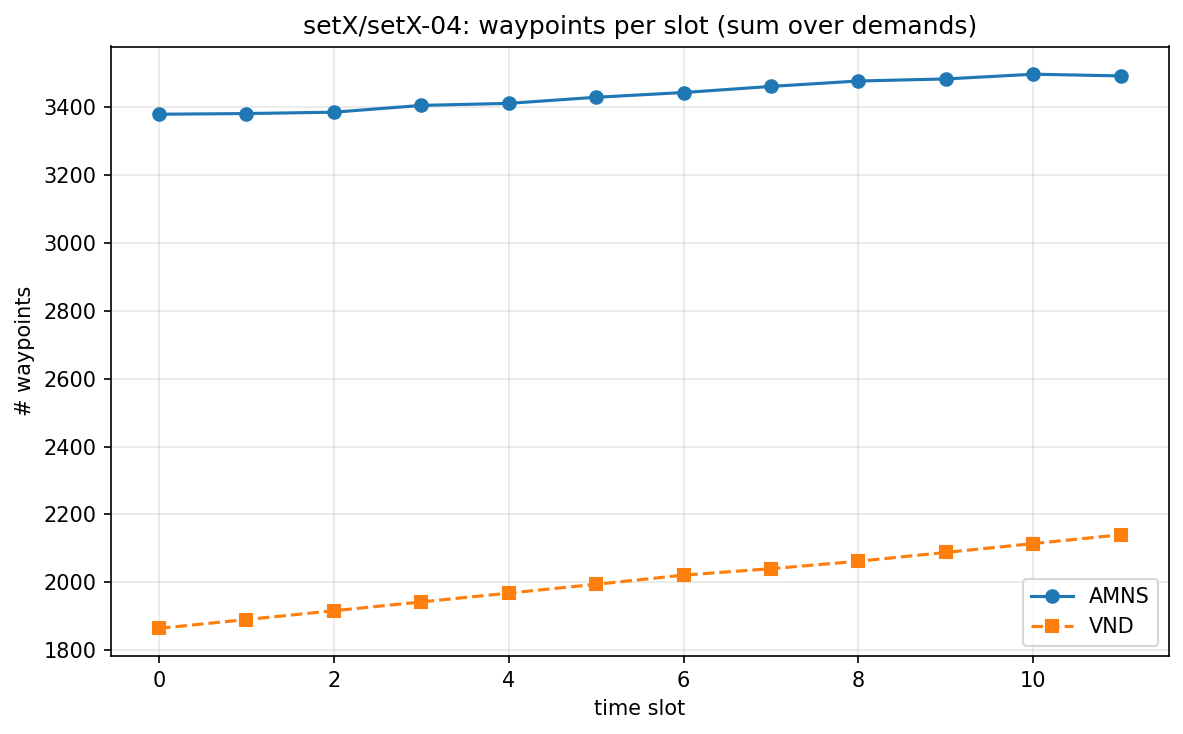 setX/setX-04: waypoints per slot (sum over demands)
# waypoints
3400
3200
3000
2800
2600
2400
2200
2000
1800
0 2 4 6 8 10
time slot
AMNS
VND